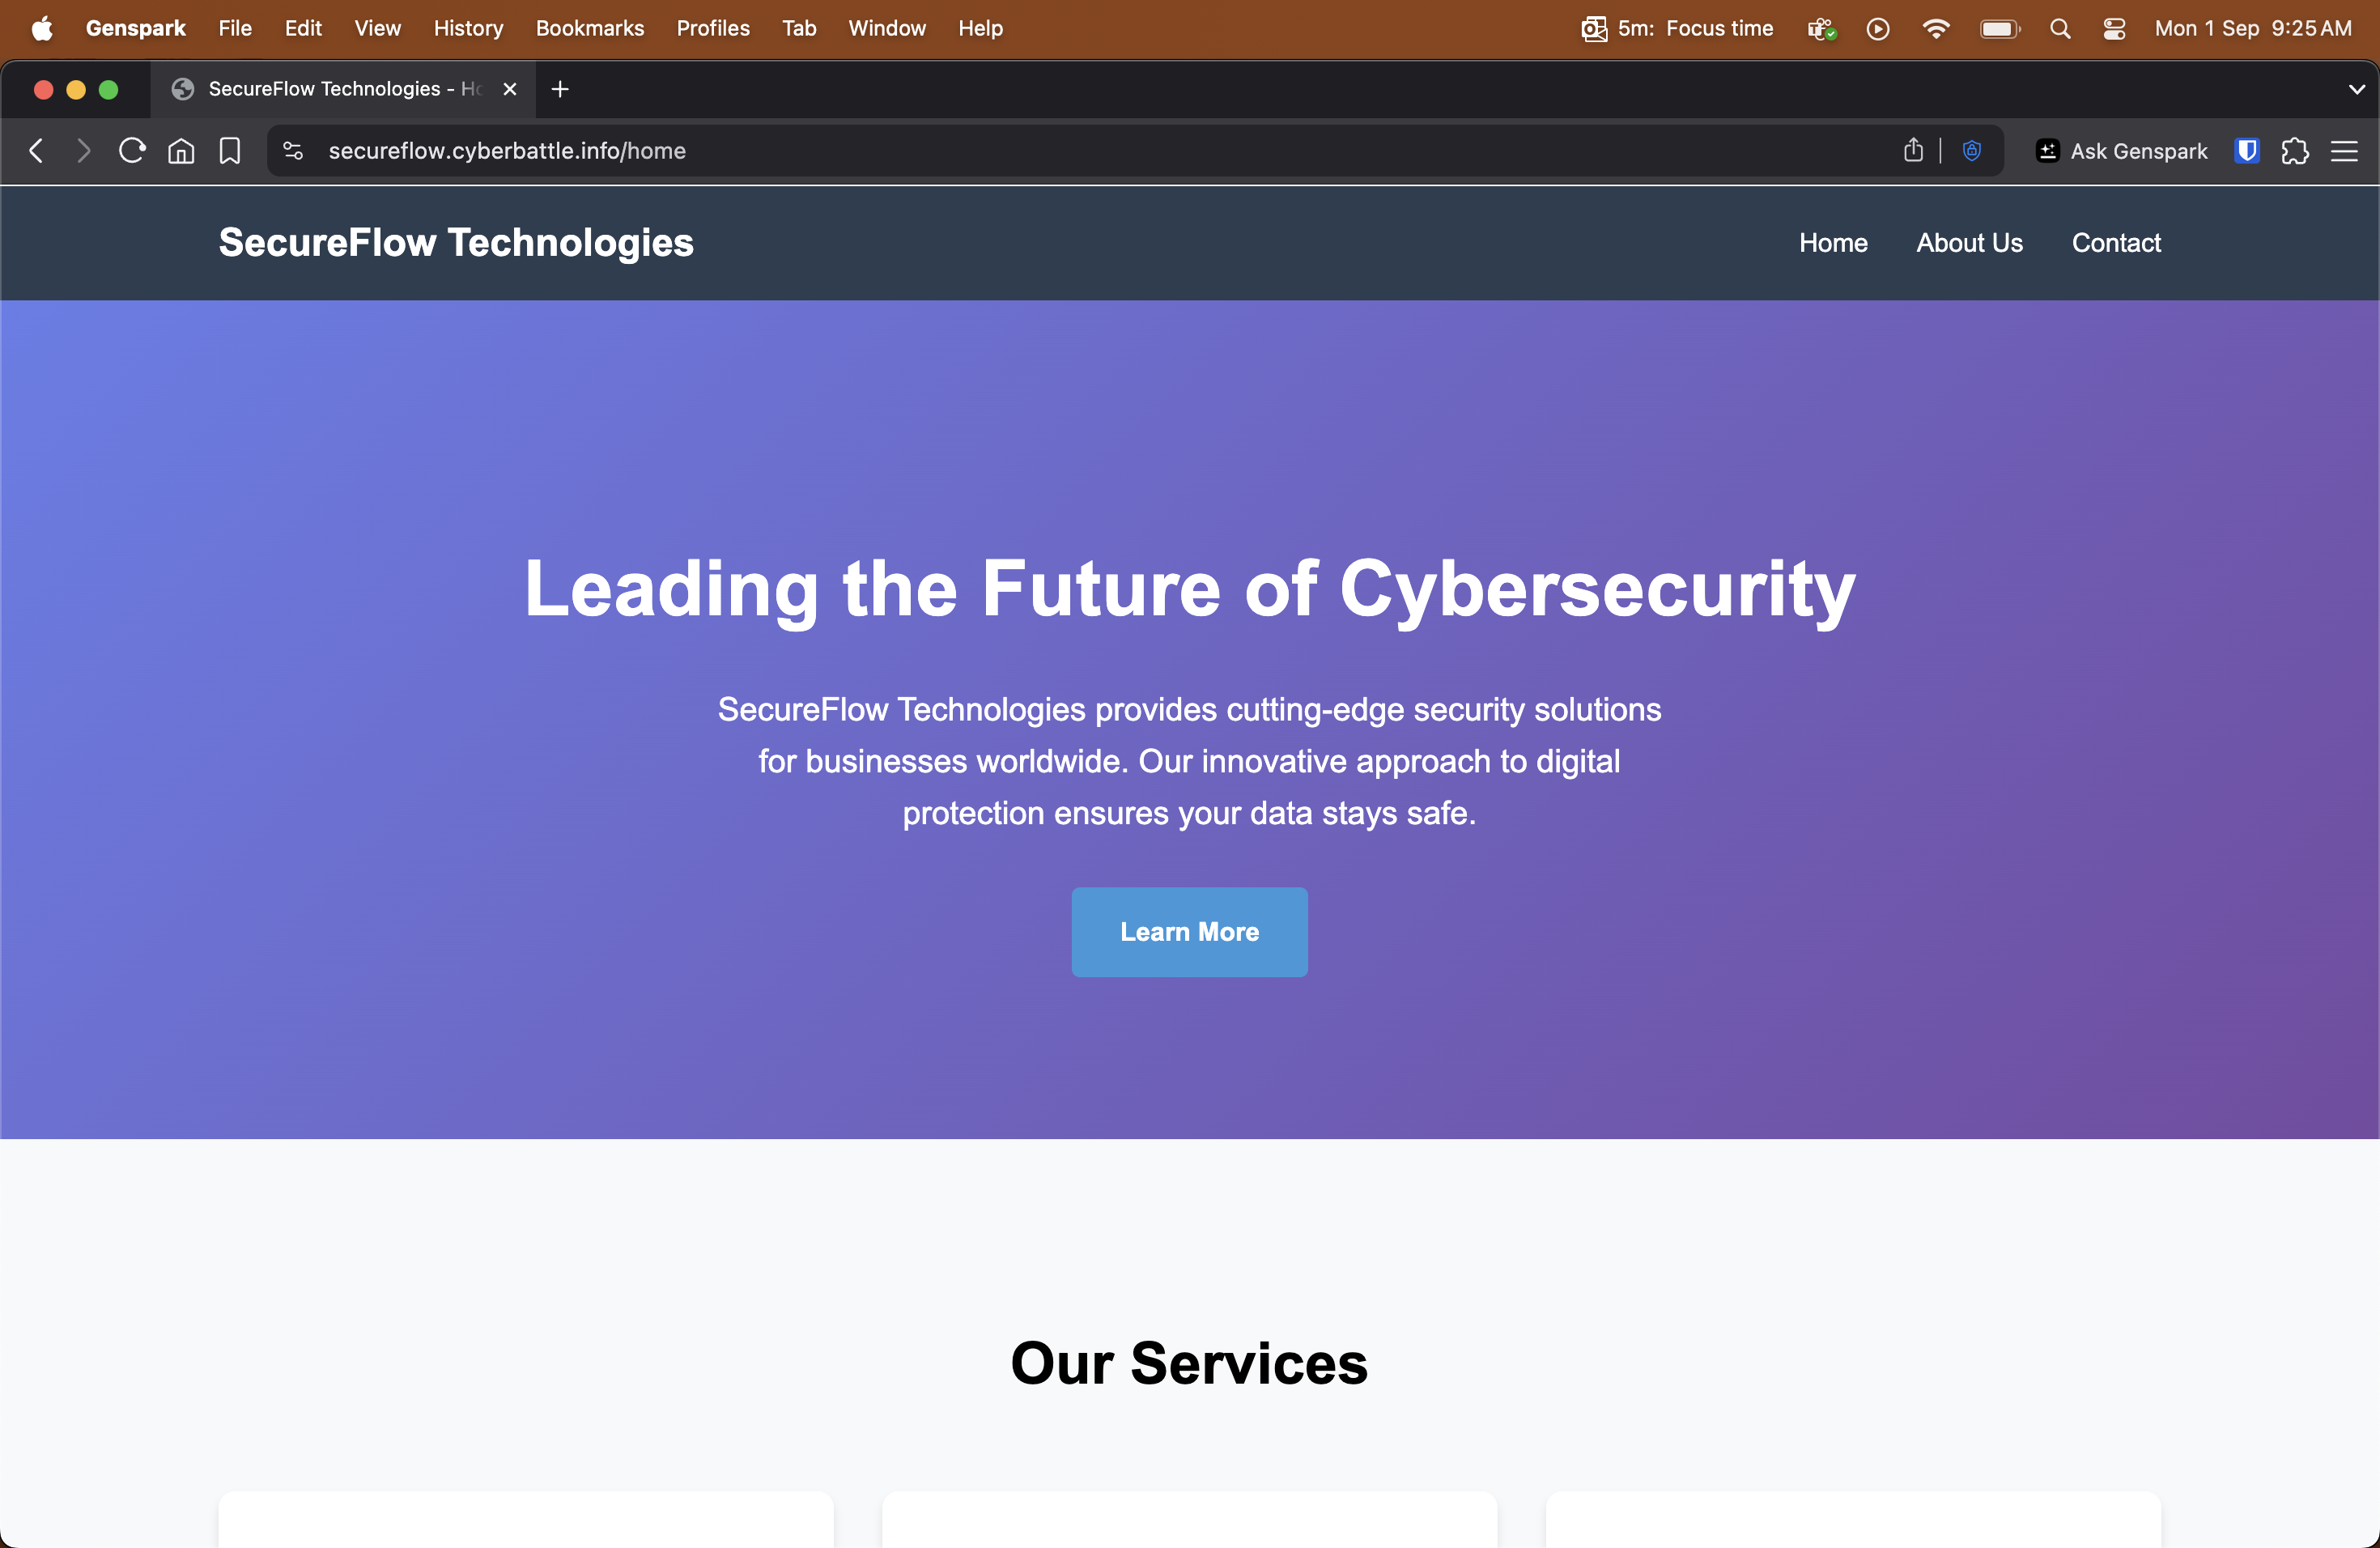 Genspark File Edit View History Bookmarks Profiles Tab Window Help 5m: Focus time Mon 1 Sep 9:25 AM
SecureFlow Technologies - Ho
secureflow.cyberbattle.info/home Ask Genspark
SecureFlow Technologies Home About Us Contact
Leading the Future of Cybersecurity
SecureFlow Technologies provides cutting-edge security solutions
for businesses worldwide. Our innovative approach to digital
protection ensures your data stays safe.
Learn More
Our Services